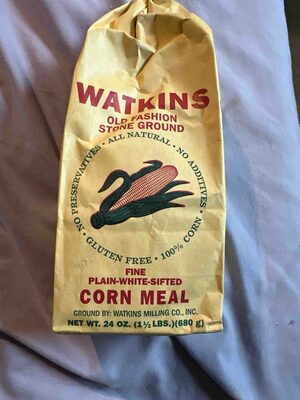 WATKINS
OLD FASHION
STONE GROUND
NO PRESERVATIVES • ALL NATURAL • NO ADDITIVES •
• GLUTEN FREE • 100% CORN •
FINE
PLAIN-WHITE-SIFTED
CORN MEAL
GROUND BY: WATKINS MILLING CO., INC.
NET WT. 24 OZ. (1½ LBS.) (680 g)